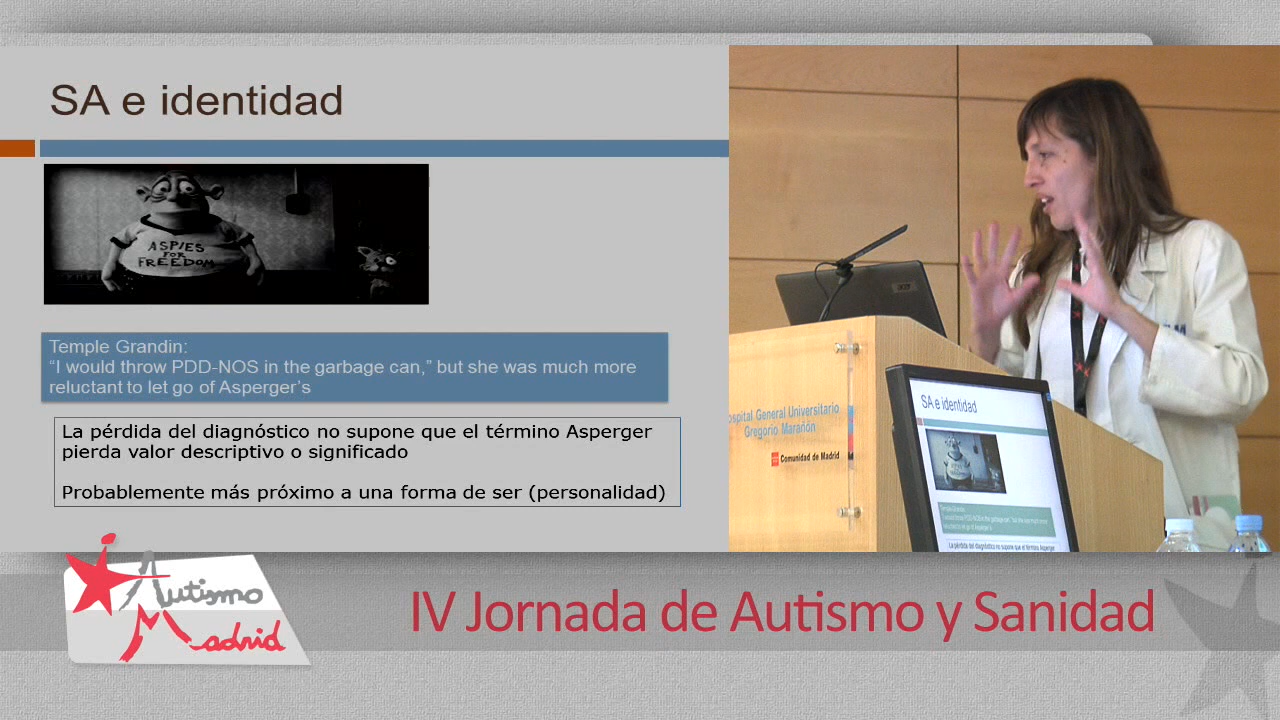 SA e identidad
ASPIES
FOR
FREEDOM
Temple Grandin:
“I would throw PDD-NOS in the garbage can,” but she was much more
reluctant to let go of Asperger’s
La pérdida del diagnóstico no supone que el término Asperger
pierda valor descriptivo o significado
Probablemente más próximo a una forma de ser (personalidad)
acer
Hospital General Universitario
Gregorio Marañón
Comunidad de Madrid
SA e identidad
Autismo
Madrid
IV Jornada de Autismo y Sanidad